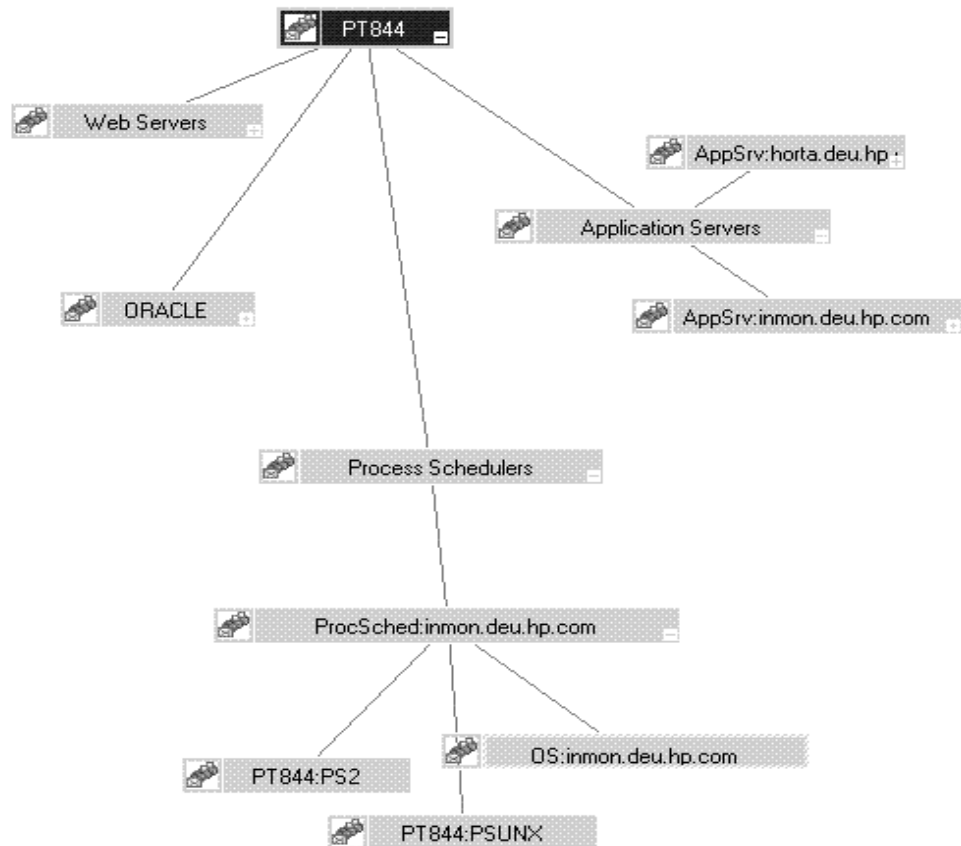 PT844
Web Servers
AppSrv:horta.deu.hp.
Application Servers
ORACLE
AppSrv:inmon.deu.hp.com
Process Schedulers
ProcSched:inmon.deu.hp.com
OS:inmon.deu.hp.com
PT844:PS2
PT844:PSUNX